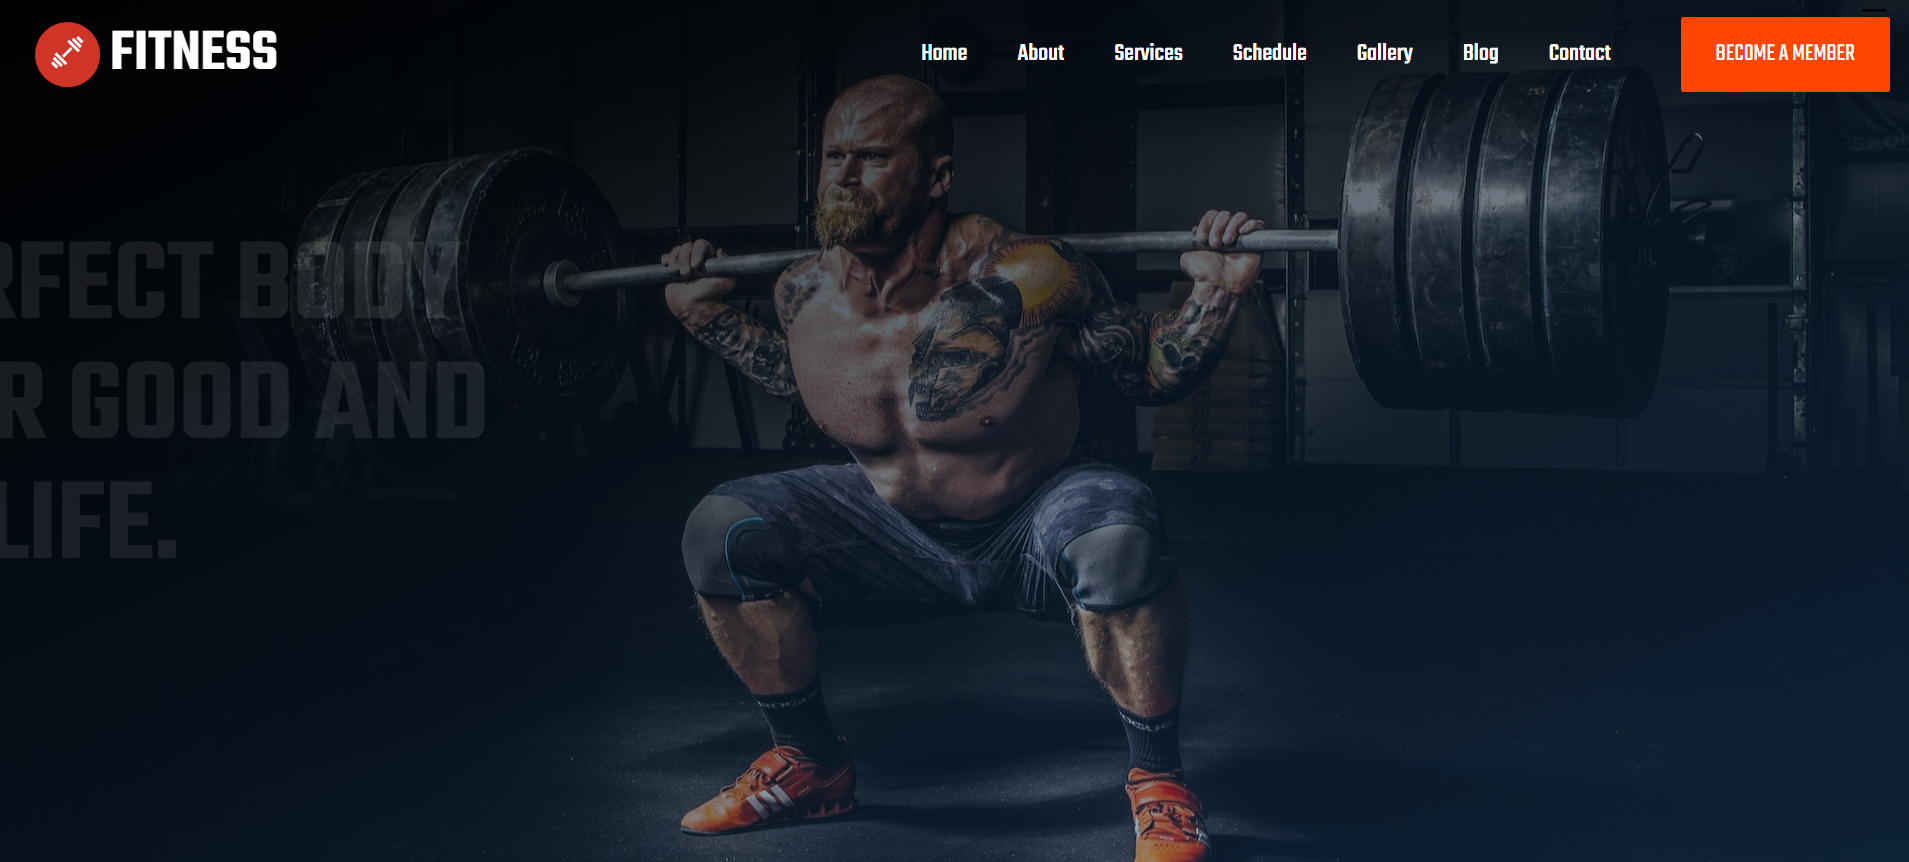 FITNESS
Home About Services Schedule Gallery Blog Contact
BECOME A MEMBER
RFECT BODY
R GOOD AND
LIFE.